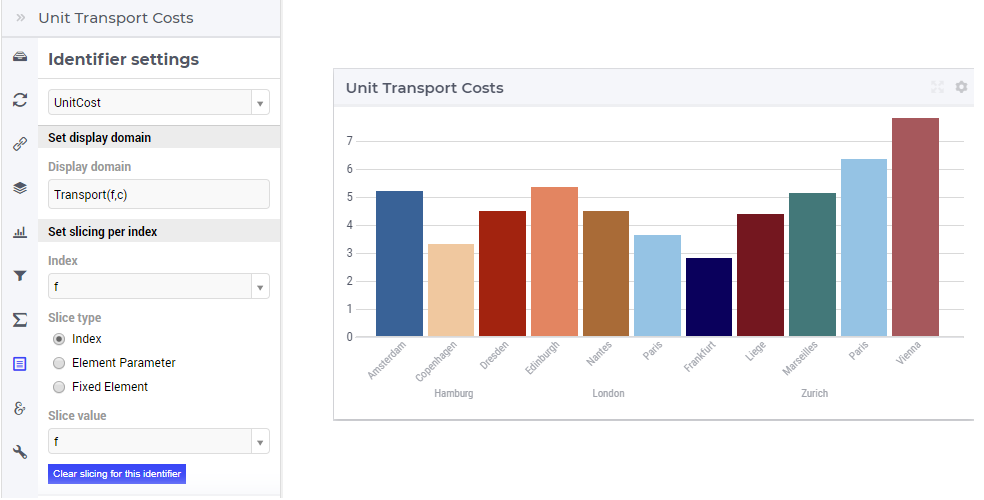 » Unit Transport Costs
Identifier settings
UnitCost
Set display domain
Display domain
Transport(f,c)
Set slicing per index
Index
f
Slice type
Index
Element Parameter
Fixed Element
Slice value
f
Clear slicing for this identifier
Unit Transport Costs
7
6
5
4
3
2
1
0
Amsterdam Copenhagen Dresden Edinburgh Nantes Paris Frankfurt Liege Marseilles Paris Vienna
Hamburg London Zurich